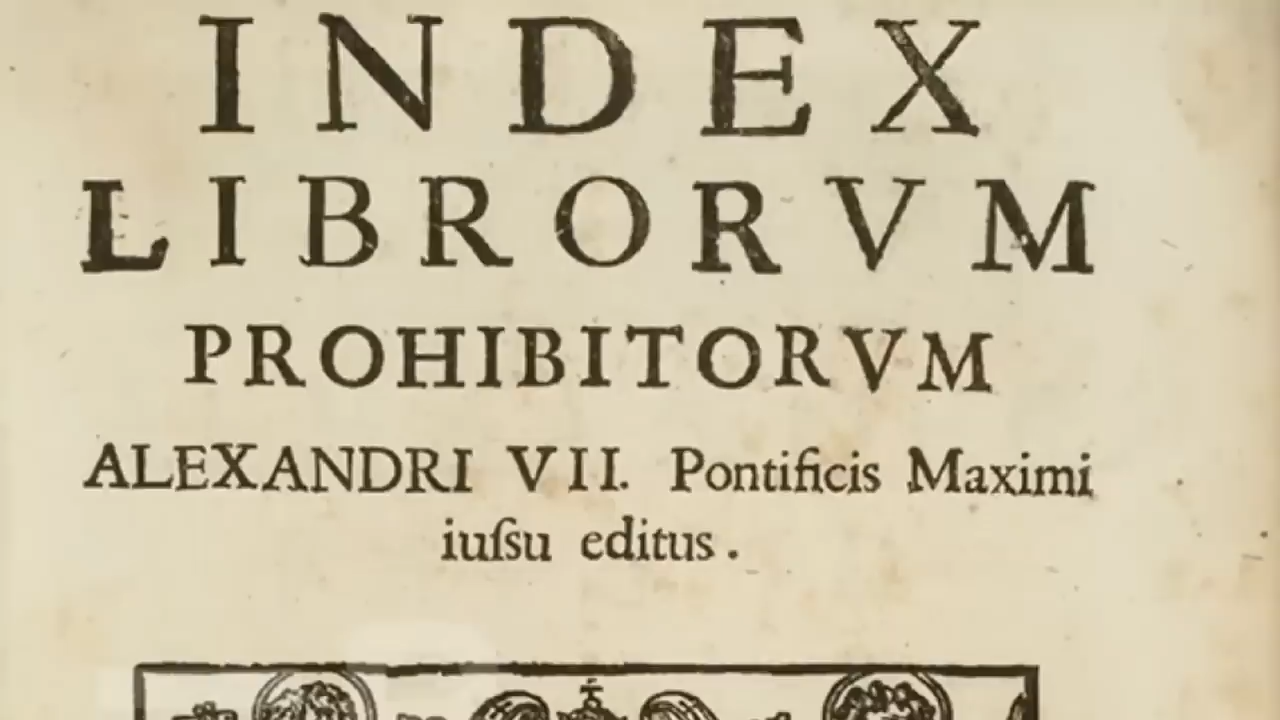 INDEX
LIBRORVM
PROHIBITORVM
ALEXANDRI VII. Pontificis Maximi
iuſsu editus.